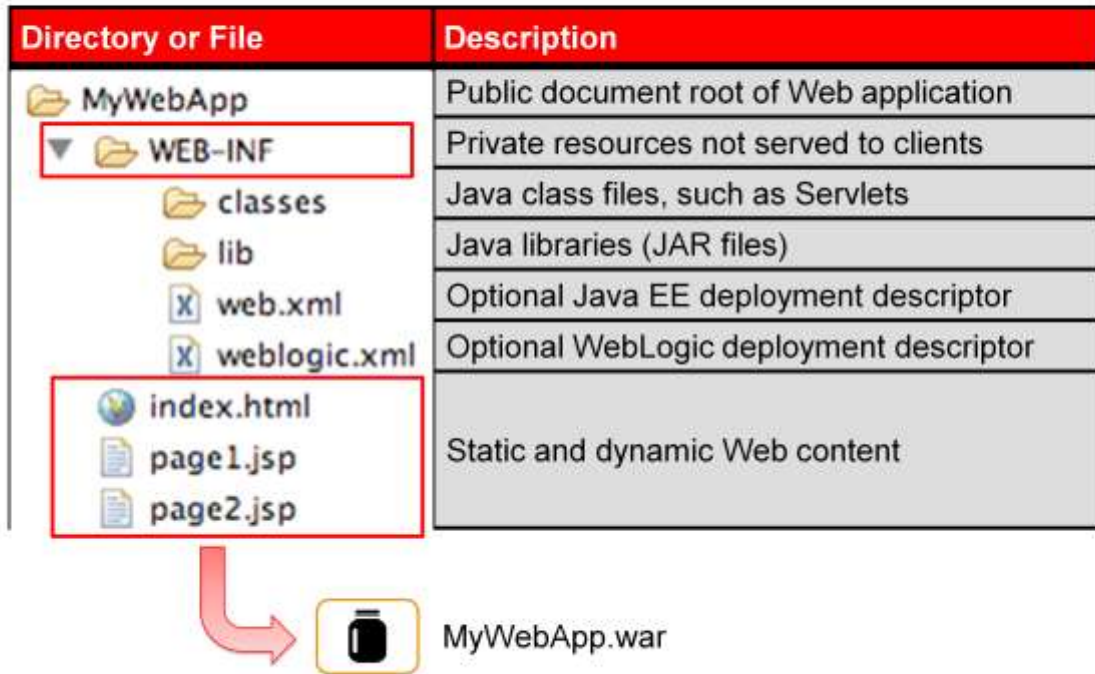 Directory or File Description
MyWebApp Public document root of Web application
WEB-INF Private resources not served to clients
classes Java class files, such as Servlets
lib Java libraries (JAR files)
web.xml Optional Java EE deployment descriptor
weblogic.xml Optional WebLogic deployment descriptor
index.html
page1.jsp Static and dynamic Web content
page2.jsp
MyWebApp.war